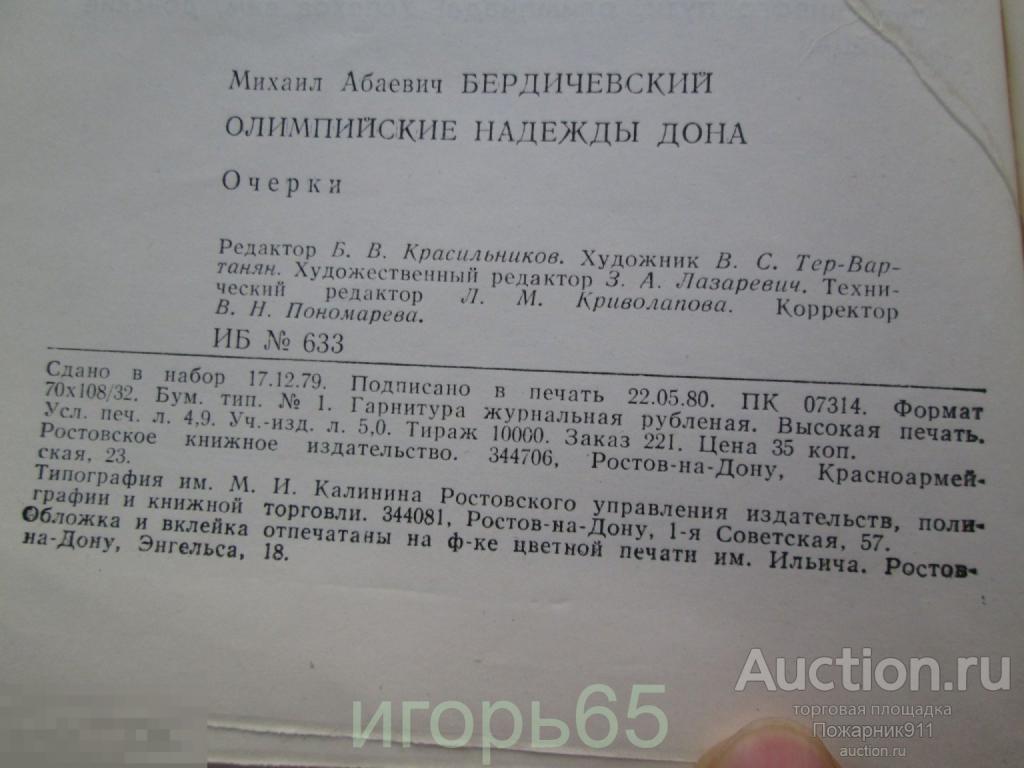 Михаил Абаевич БЕРДИЧЕВСКИЙ
ОЛИМПИЙСКИЕ НАДЕЖДЫ ДОНА
Очерки
Редактор Б. В. Красильников. Художник В. С. Тер-Вар-
танян. Художественный редактор З. А. Лазаревич. Техни-
ческий редактор Л. М. Криволапова. Корректор
В. Н. Пономарева.
ИБ № 633
Сдано в набор 17.12.79. Подписано в печать 22.05.80. ПК 07314. Формат
70х108/32. Бум. тип. № 1. Гарнитура журнальная рубленая. Высокая печать.
Усл. печ. л. 4,9. Уч.-изд. л. 5,0. Тираж 10000. Заказ 221. Цена 35 коп.
Ростовское книжное издательство. 344706, Ростов-на-Дону, Красноармей-
ская, 23.
Типография им. М. И. Калинина Ростовского управления издательств, поли-
графии и книжной торговли. 344081, Ростов-на-Дону, 1-я Советская, 57.
Обложка и вклейка отпечатаны на ф-ке цветной печати им. Ильича. Ростов-
на-Дону, Энгельса, 18.
Auction.ru
торговая площадка
Пожарник911
auction.ru
игорь65